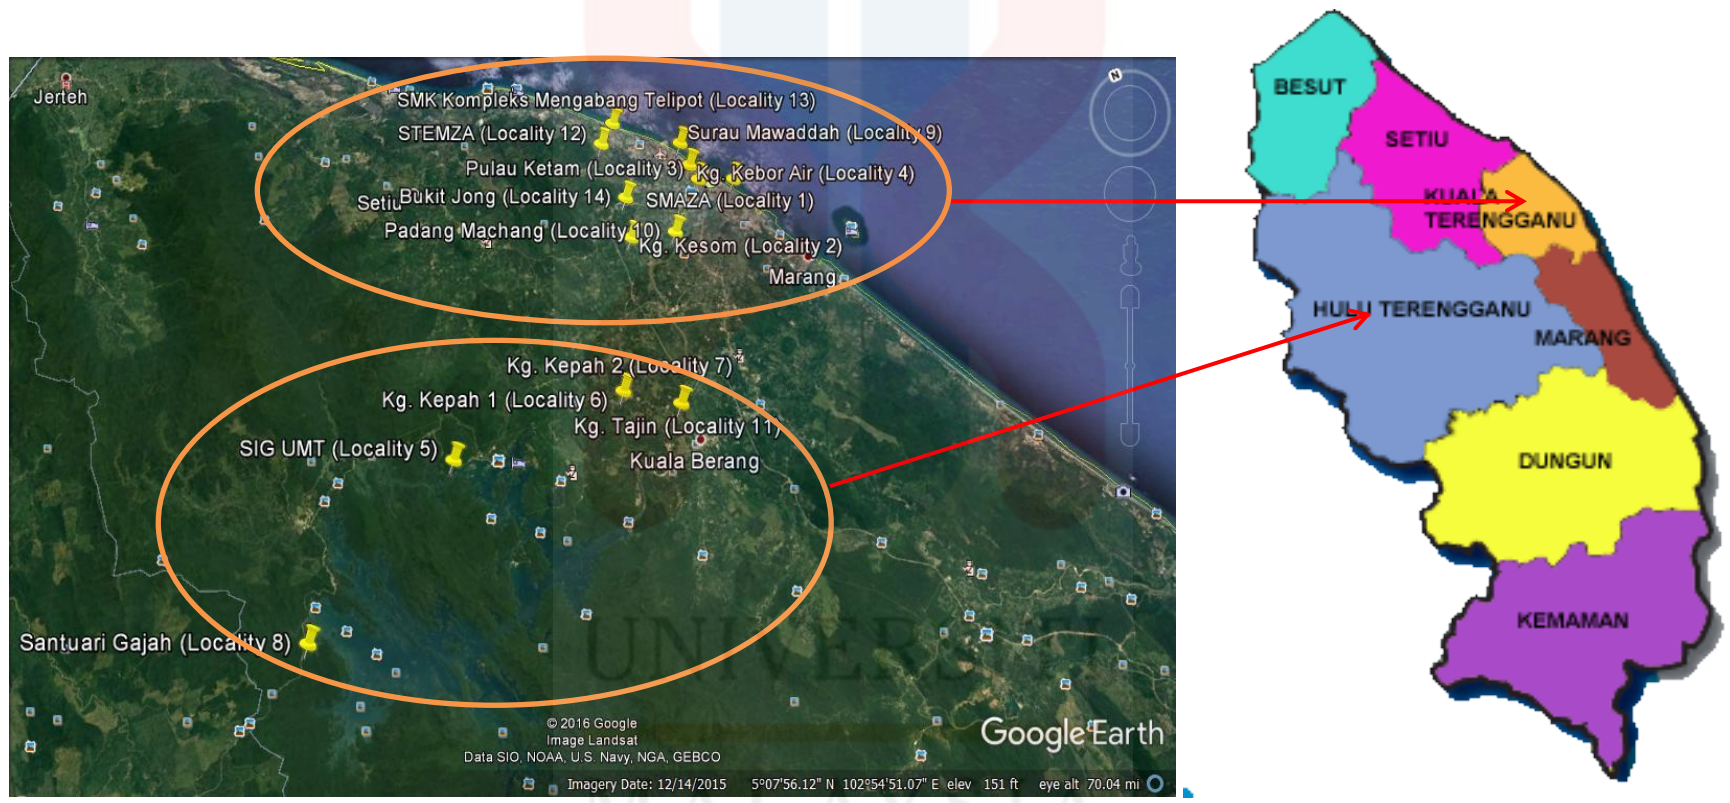 Jerteh
SMK Kompleks Mengabang Telipot (Locality 13)
STEMZA (Locality 12)
Surau Mawaddah (Locality 9)
Pulau Ketam (Locality 3)
Kg. Kebor Air (Locality 4)
Setiu
Bukit Jong (Locality 14)
SMAZA (Locality 1)
Padang Machang (Locality 10)
Kg. Kesom (Locality 2)
Marang
Kg. Kepah 2 (Locality 7)
Kg. Kepah 1 (Locality 6)
Kg. Tajin (Locality 11)
SIG UMT (Locality 5)
Kuala Berang
Santuari Gajah (Locality 8)
N
UNIVERSITI
MALAYSIA
© 2016 Google
Image Landsat
Data SIO, NOAA, U.S. Navy, NGA, GEBCO
Google Earth
Imagery Date: 12/14/2015 5°07'56.12" N 102°54'51.07" E elev 151 ft eye alt 70.04 mi
BESUT
SETIU
KUALA
TERENGGANU
HULU TERENGGANU
MARANG
DUNGUN
KEMAMAN